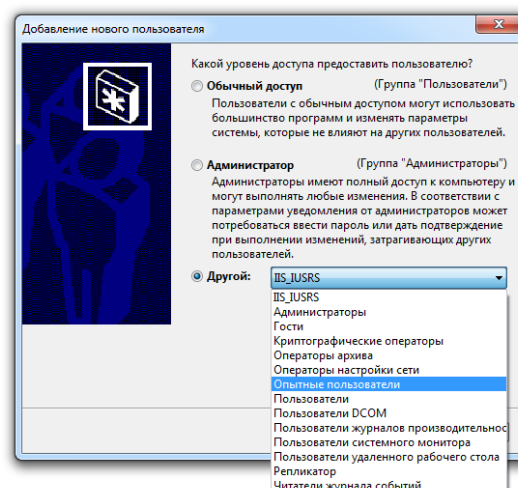 Добавление нового пользователя
Какой уровень доступа предоставить пользователю?
Обычный доступ (Группа "Пользователи")
Пользователи с обычным доступом могут использовать
большинство программ и изменять параметры
системы, которые не влияют на других пользователей.
Администратор (Группа "Администраторы")
Администраторы имеют полный доступ к компьютеру и
могут выполнять любые изменения. В соответствии с
параметрами уведомления от администраторов может
потребоваться ввести пароль или дать подтверждение
при выполнении изменений, затрагивающих других
пользователей.
Другой: IIS_IUSRS
IIS_IUSRS
Администраторы
Гости
Криптографические операторы
Операторы архива
Операторы настройки сети
Опытные пользователи
Пользователи
Пользователи DCOM
Пользователи журналов производительнос
Пользователи системного монитора
Пользователи удаленного рабочего стола
Репликатор
Читатели журнала событий